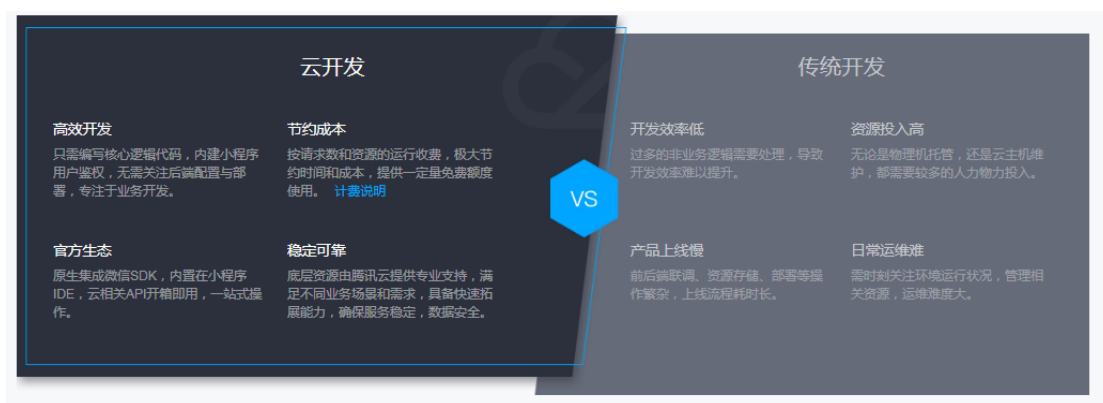 云开发
高效开发
只需编写核心逻辑代码，内建小程序
用户鉴权，无需关注后端配置与部
署，专注于业务开发。
节约成本
按请求数和资源的运行收费，极大节
约时间和成本，提供一定量免费额度
使用。 计费说明
官方生态
原生集成微信SDK，内置在小程序
IDE，云相关API开箱即用，一站式操
作。
稳定可靠
底层资源由腾讯云提供专业支持，满
足不同业务场景和需求，具备快速拓
展能力，确保服务稳定，数据安全。
VS
传统开发
开发效率低
过多的非业务逻辑需要处理，导致
开发效率难以提升。
资源投入高
无论是物理机托管，还是云主机维
护，都需要较多的人力物力投入。
产品上线慢
前后端联调、资源存储、部署等操
作繁杂，上线流程耗时长。
日常运维难
需时刻关注环境运行状况，管理相
关资源，运维难度大。